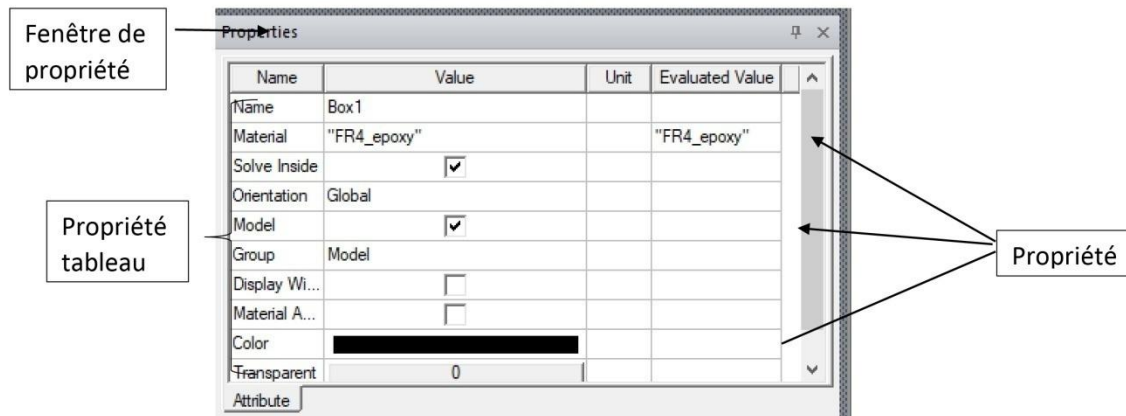 Fenêtre de
propriété
Properties
Name Value Unit Evaluated Value
Name Box1
Material "FR4_epoxy" "FR4_epoxy"
Solve Inside
Orientation Global
Model
Group Model
Display Wi...
Material A...
Color
Transparent 0
Attribute
Propriété
tableau
Propriété